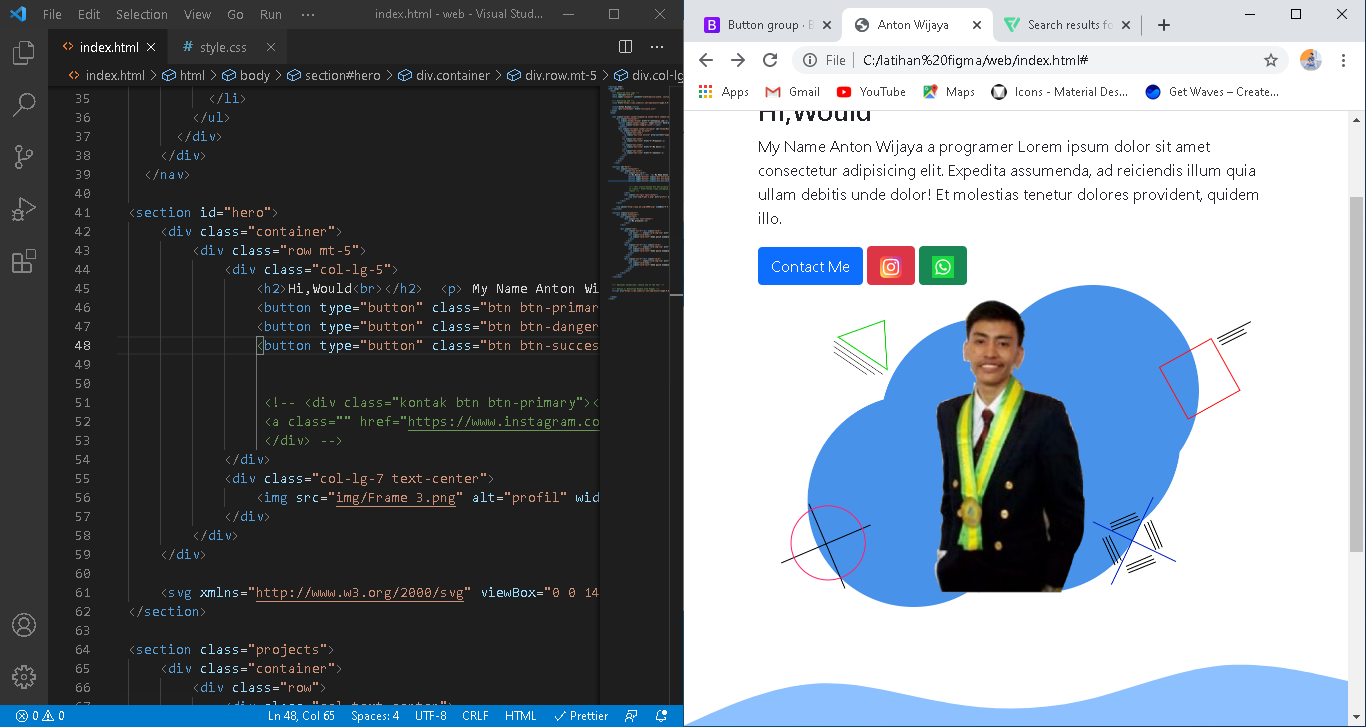 File Edit Selection View Go Run ··· index.html - web - Visual Stud...
index.html style.css
index.html > html > body > section#hero > div.container > div.row.mt-5 > div.col-lg
35 </li>
36 </ul>
37 </div>
38 </div>
39 </nav>
40
41 <section id="hero">
42 <div class="container">
43 <div class="row mt-5">
44 <div class="col-lg-5">
45 <h2>Hi,Would<br></h2> <p> My Name Anton Wi
46 <button type="button" class="btn btn-primar
47 <button type="button" class="btn btn-danger
48 <button type="button" class="btn btn-succes
49
50
51 <!-- <div class="kontak btn btn-primary"><
52 <a class="" href="https://www.instagram.co
53 </div> -->
54 </div>
55 <div class="col-lg-7 text-center">
56 <img src="img/Frame 3.png" alt="profil" wid
57 </div>
58 </div>
59 </div>
60
61 <svg xmlns="http://www.w3.org/2000/svg" viewBox="0 0 14
62 </section>
63
64 <section class="projects">
65 <div class="container">
66 <div class="row">
0 0 Ln 48, Col 65 Spaces: 4 UTF-8 CRLF HTML Prettier
Button group · B Anton Wijaya Search results fo
File C:/latihan%20figma/web/index.html#
Apps Gmail YouTube Maps Icons - Material Des... Get Waves – Create...
Hi,Would
My Name Anton Wijaya a programer Lorem ipsum dolor sit amet
consectetur adipisicing elit. Expedita assumenda, ad reiciendis illum quia
ullam debitis unde dolor! Et molestias tenetur dolores provident, quidem
illo.
Contact Me